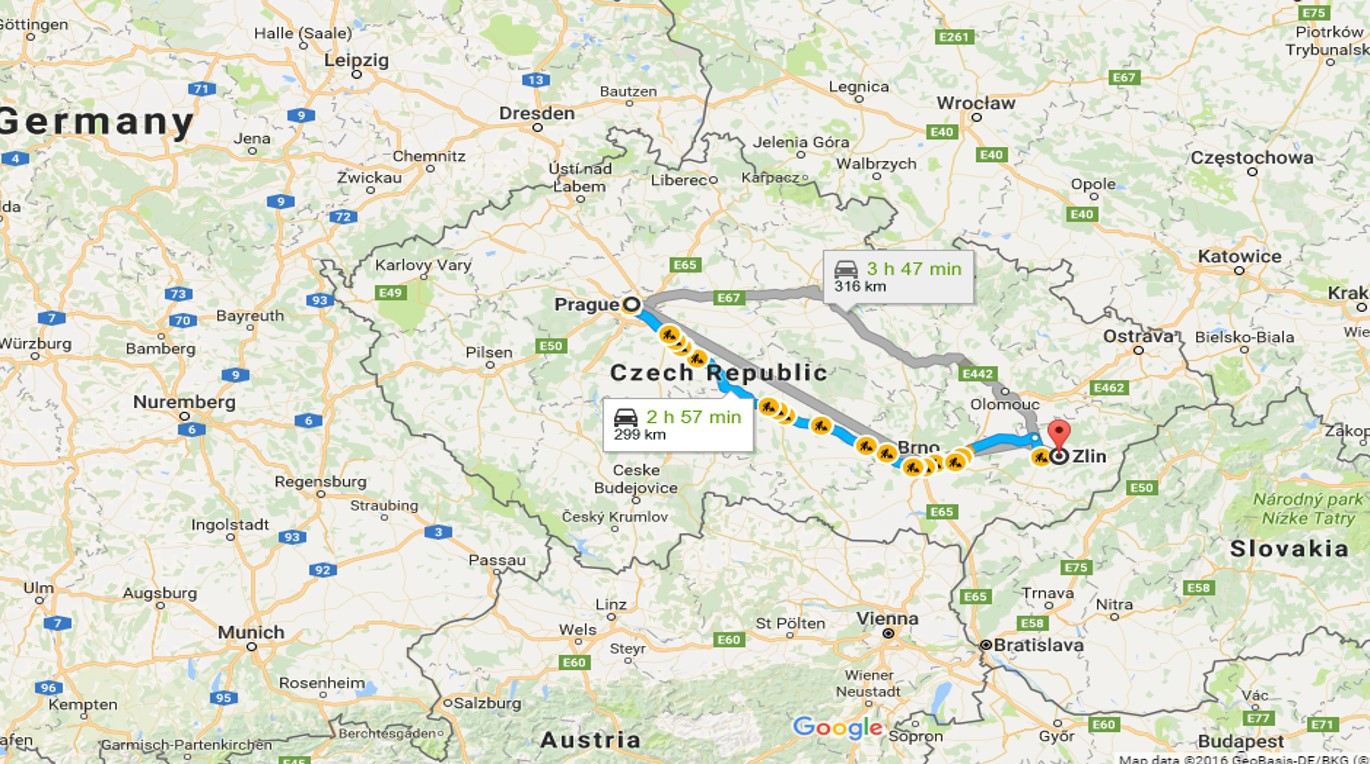 Göttingen
Halle (Saale)
Leipzig
71
9
13
Bautzen
Dresden
E261
Legnica
Wrocław
E67
E75
Piotrków
Trybunalsk
Germany
4
Jena
Chemnitz
Zwickau
9
72
Ústí nad
Labem
Liberec
Jelenia Góra
Karpacz
Walbrzych
E40
E40
Opole
E40
Częstochowa
Katowice
Krak
Karlovy Vary
E49
E65
Prague
E67
3 h 47 min
316 km
7
73
70
93
Bayreuth
Würzburg
Bamberg
Pilsen
E50
Ostrava
Bielsko-Biala
Wie
9
Nuremberg
6
6
Czech Republic
E442
E462
Olomouc
2 h 57 min
299 km
Brno
Zlin
Zakop
Regensburg
Straubing
Ceske
Budejovice
Český Krumlov
E65
E50
Národný park
Nízke Tatry
Slovakia
Ingolstadt
93
3
92
Passau
Ulm
Augsburg
7
Munich
Linz
Wels
Steyr
E60
E60
St Pölten
Vienna
E65
E75
Trnava
E58
Nitra
E58
Bratislava
96
Kempten
95
Rosenheim
Salzburg
Wiener
Neustadt
Garmisch-Partenkirchen
Berchtesgaden
E45
Austria
Google
Sopron
Győr
E60
Vác
E77
E71
Budapest
Map data ©2016 GeoBasis-DE/BKG (©